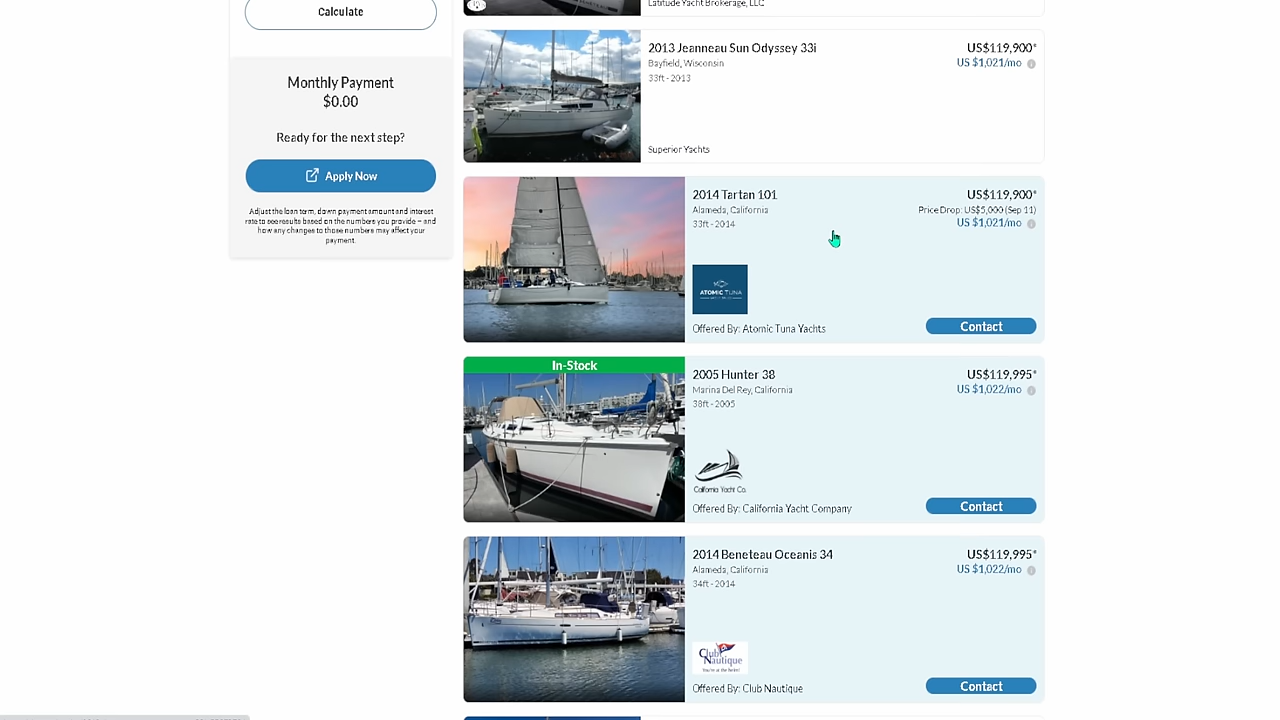 Calculate
Monthly Payment
$0.00
Ready for the next step?
Apply Now
Adjust the loan term, down payment amount and interest
rate to see results based on the numbers you provide – and
how any changes to those numbers may affect your
payment.
Latitude Yacht Brokerage, LLC
2013 Jeanneau Sun Odyssey 33i
US$119,900*
Bayfield, Wisconsin
US $1,021/mo
33ft - 2013
Superior Yachts
2014 Tartan 101
US$119,900*
Alameda, California
Price Drop: US$5,000 (Sep 11)
33ft - 2014
US $1,021/mo
ATOMIC TUNA
Offered By: Atomic Tuna Yachts
Contact
In-Stock
2005 Hunter 38
US$119,995*
Marina Del Rey, California
US $1,022/mo
38ft - 2005
California Yacht Co.
Offered By: California Yacht Company
Contact
2014 Beneteau Oceanis 34
US$119,995*
Alameda, California
US $1,022/mo
34ft - 2014
Club
Nautique
Offered By: Club Nautique
Contact